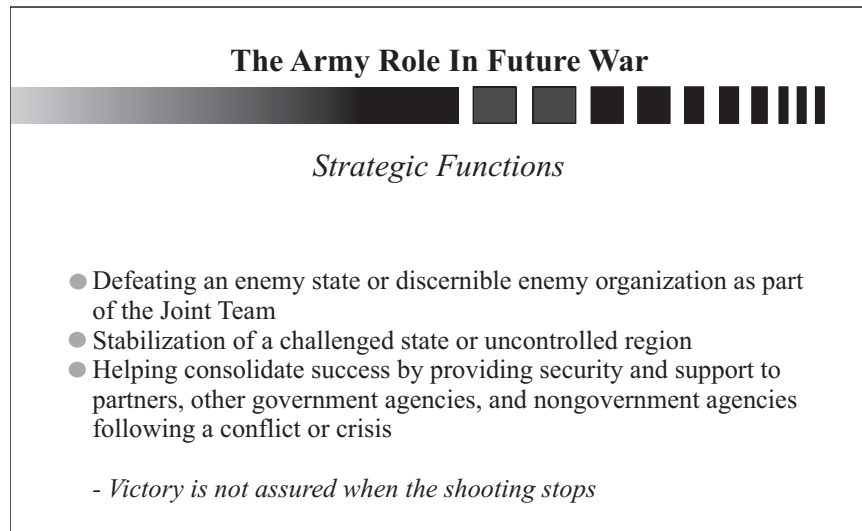 The Army Role In Future War
Strategic Functions
Defeating an enemy state or discernible enemy organization as part
of the Joint Team
Stabilization of a challenged state or uncontrolled region
Helping consolidate success by providing security and support to
partners, other government agencies, and nongovernment agencies
following a conflict or crisis
- Victory is not assured when the shooting stops